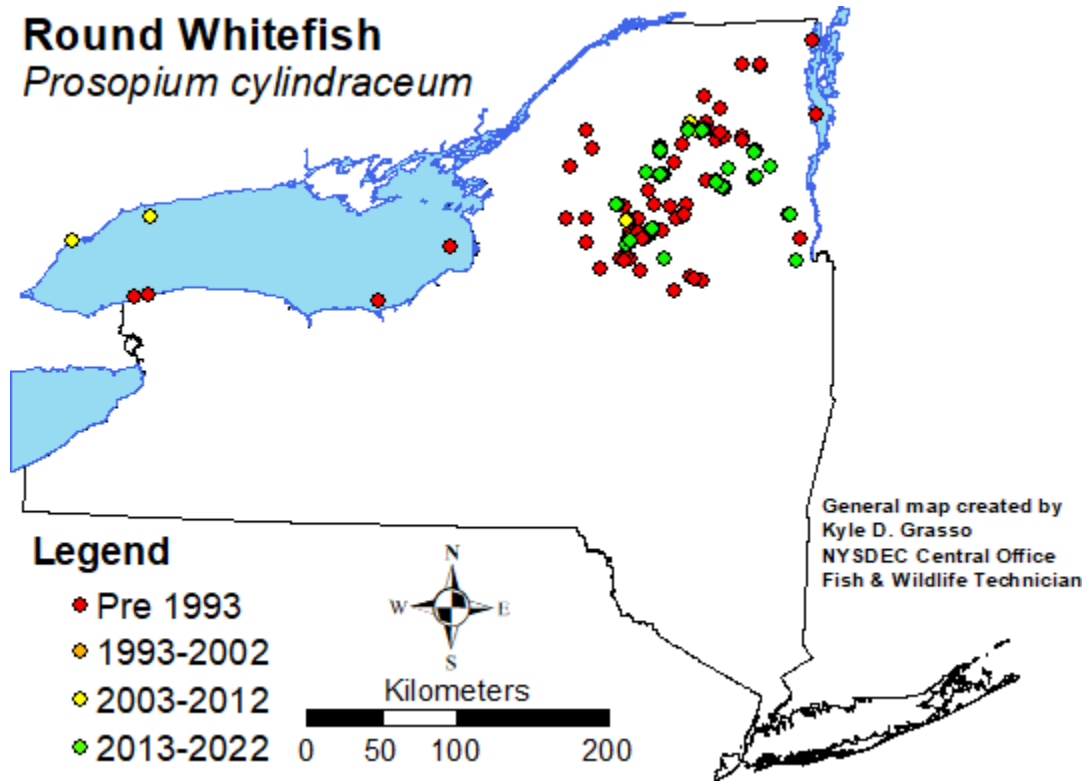 Round Whitefish
Prosopium cylindraceum
General map created by
Kyle D. Grasso
NYSDEC Central Office
Fish & Wildlife Technician
Legend
Pre 1993
1993-2002
2003-2012
2013-2022
N
W E
S
Kilometers
0 50 100 200